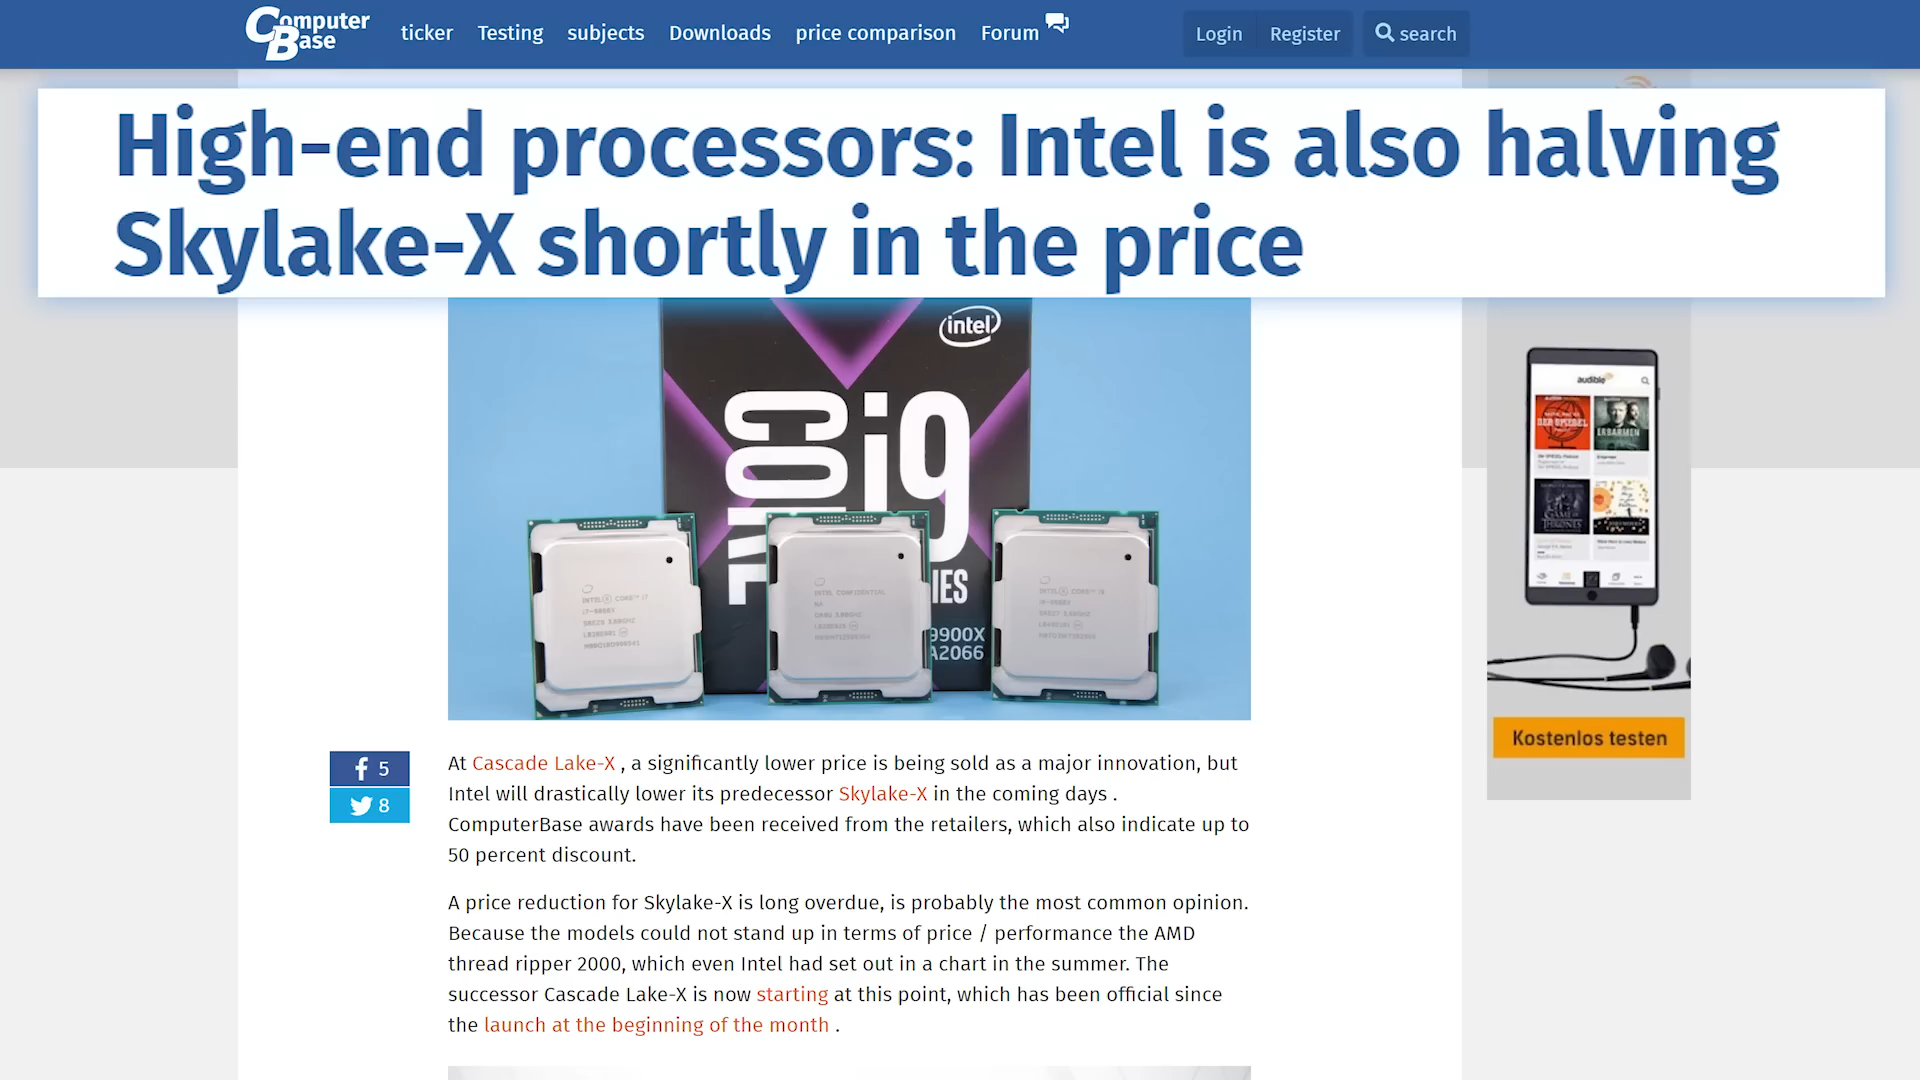 Computer Base
ticker Testing subjects Downloads price comparison Forum Login Register search
High-end processors: Intel is also halving
Skylake-X shortly in the price
intel
CORE i9
9900X
A2066
INTEL CONFIDENTIAL
audible
DER SPIEGEL
ERBARMEN
THRONES
Kostenlos testen
5
8
At Cascade Lake-X , a significantly lower price is being sold as a major innovation, but
Intel will drastically lower its predecessor Skylake-X in the coming days .
ComputerBase awards have been received from the retailers, which also indicate up to
50 percent discount.
A price reduction for Skylake-X is long overdue, is probably the most common opinion.
Because the models could not stand up in terms of price / performance the AMD
thread ripper 2000, which even Intel had set out in a chart in the summer. The
successor Cascade Lake-X is now starting at this point, which has been official since
the launch at the beginning of the month .